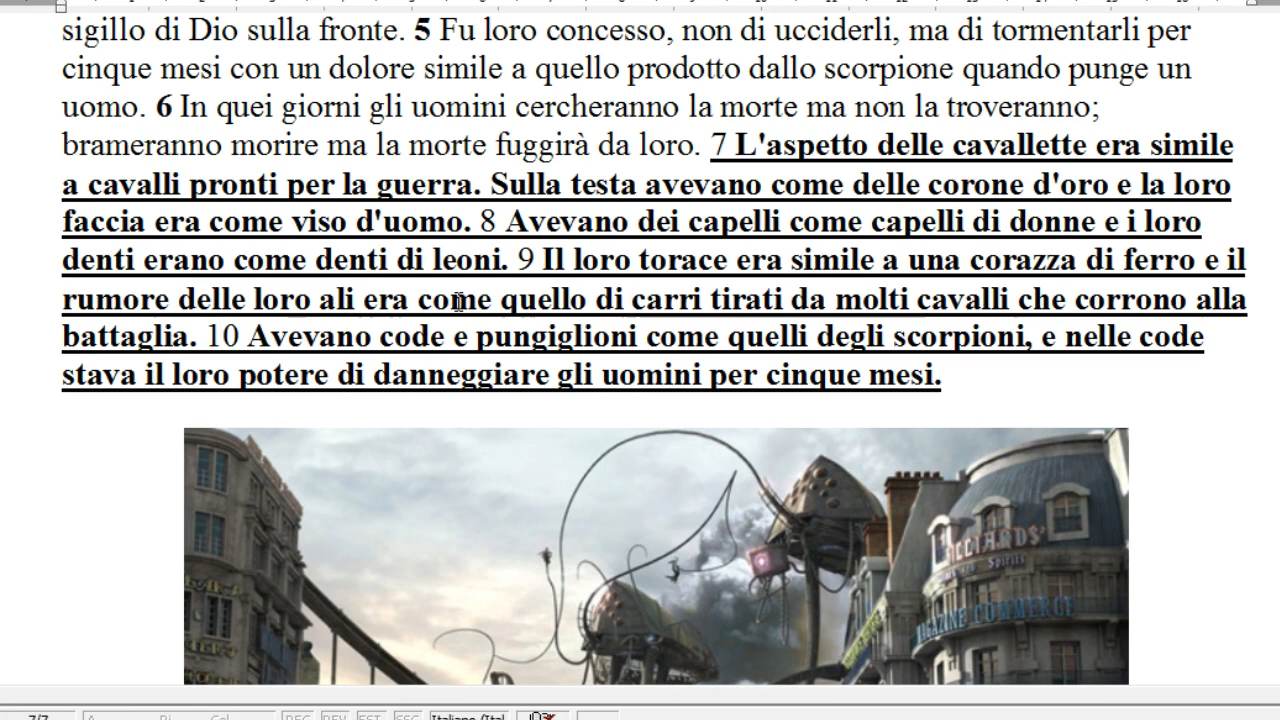 sigillo di Dio sulla fronte. 5 Fu loro concesso, non di ucciderli, ma di tormentarli per
cinque mesi con un dolore simile a quello prodotto dallo scorpione quando punge un
uomo. 6 In quei giorni gli uomini cercheranno la morte ma non la troveranno;
brameranno morire ma la morte fuggirà da loro. 7 L'aspetto delle cavallette era simile
a cavalli pronti per la guerra. Sulla testa avevano come delle corone d'oro e la loro
faccia era come viso d'uomo. 8 Avevano dei capelli come capelli di donne e i loro
denti erano come denti di leoni. 9 Il loro torace era simile a una corazza di ferro e il
rumore delle loro ali era come quello di carri tirati da molti cavalli che corrono alla
battaglia. 10 Avevano code e pungiglioni come quelli degli scorpioni, e nelle code
stava il loro potere di danneggiare gli uomini per cinque mesi.
Spirits
COMMERCE
7/7
Italiano (Ital